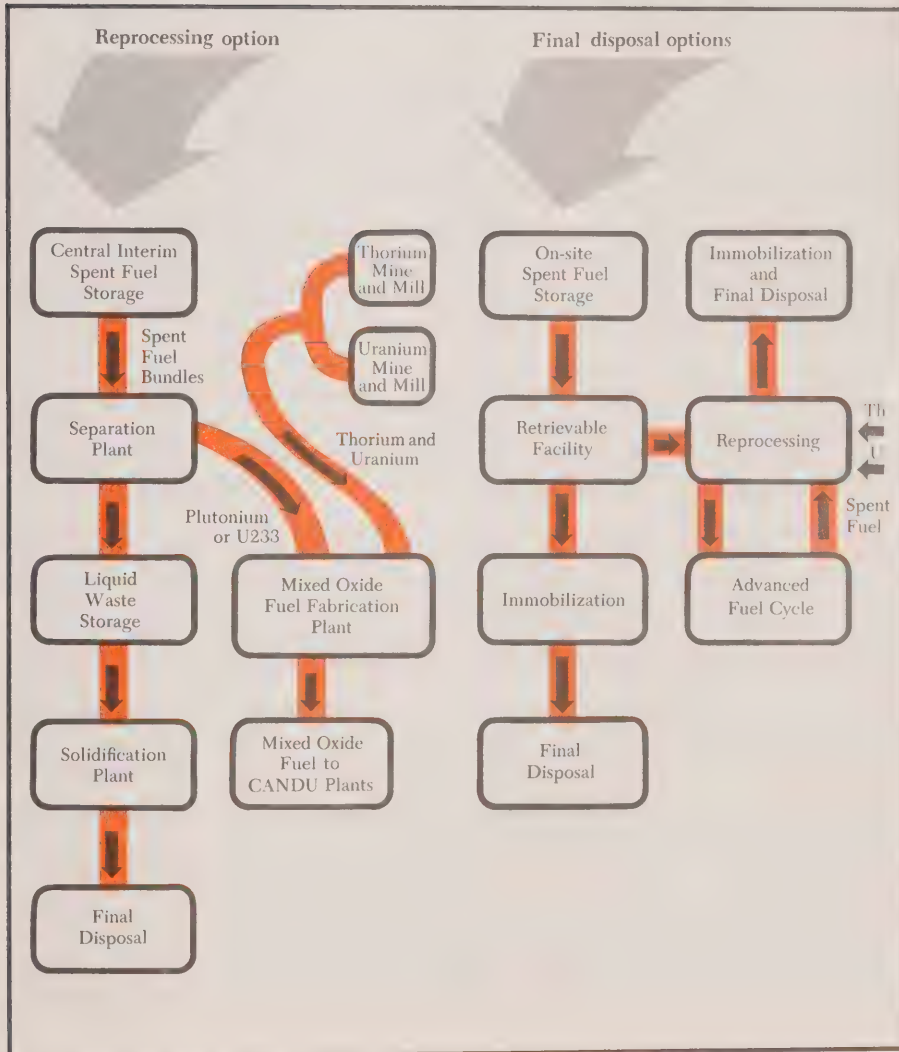 Reprocessing option
Central Interim
Spent Fuel
Storage
Spent
Fuel
Bundles
Separation
Plant
Liquid
Waste
Storage
Solidification
Plant
Final
Disposal
Thorium
Mine
and Mill
Uranium
Mine
and Mill
Thorium and
Uranium
Plutonium
or U233
Mixed Oxide
Fuel Fabrication
Plant
Mixed Oxide
Fuel to
CANDU Plants
Final disposal options
On-site
Spent Fuel
Storage
Retrievable
Facility
Immobilization
Final
Disposal
Immobilization
and
Final Disposal
Reprocessing
Th
U
Spent
Fuel
Advanced
Fuel Cycle